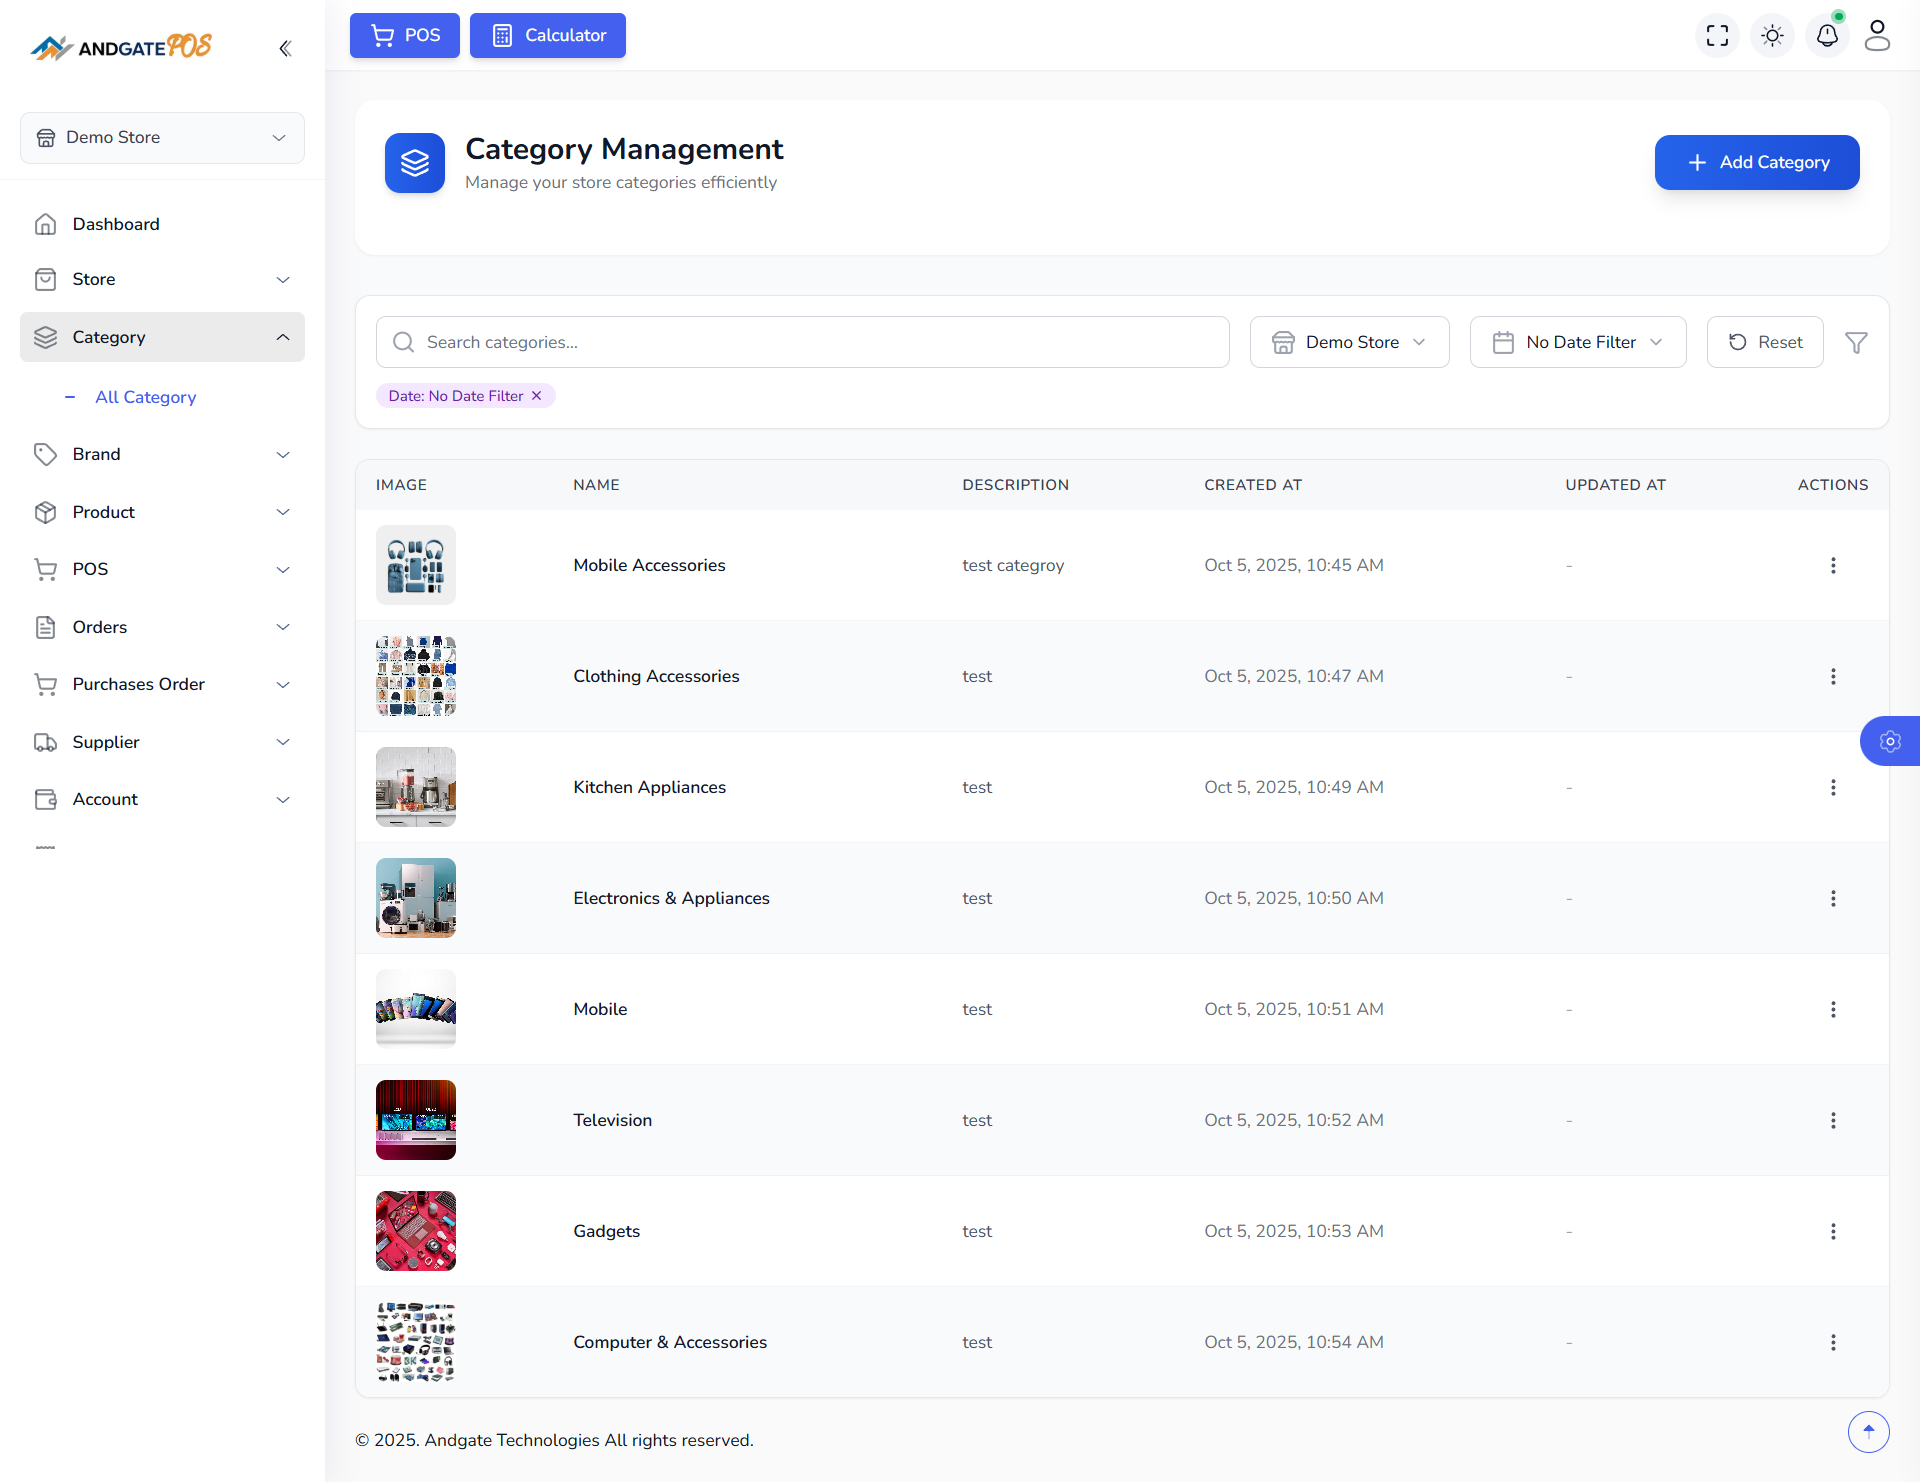 ANDGATE POS
Demo Store
Dashboard
Store
Category
All Category
Brand
Product
POS
Orders
Purchases Order
Supplier
Account
POS
Calculator
Category Management
Manage your store categories efficiently
Add Category
Search categories...
Demo Store
No Date Filter
Reset
Date: No Date Filter ✕
IMAGE NAME DESCRIPTION CREATED AT UPDATED AT ACTIONS
Mobile Accessories test categroy Oct 5, 2025, 10:45 AM -
Clothing Accessories test Oct 5, 2025, 10:47 AM -
Kitchen Appliances test Oct 5, 2025, 10:49 AM -
Electronics & Appliances test Oct 5, 2025, 10:50 AM -
Mobile test Oct 5, 2025, 10:51 AM -
Television test Oct 5, 2025, 10:52 AM -
Gadgets test Oct 5, 2025, 10:53 AM -
Computer & Accessories test Oct 5, 2025, 10:54 AM -
© 2025. Andgate Technologies All rights reserved.